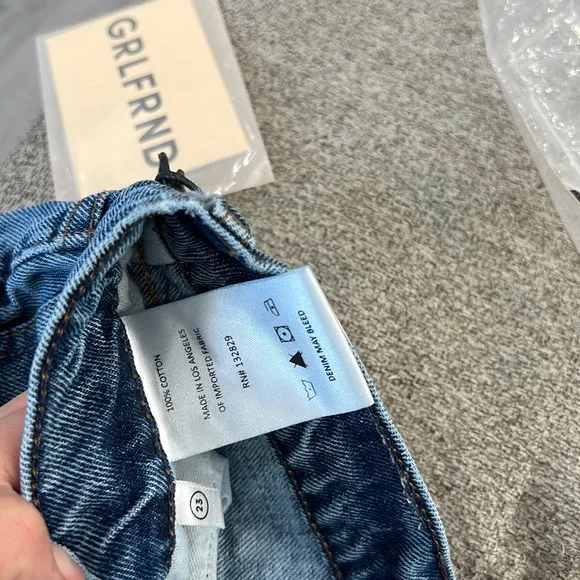 GRLFRND
100% COTTON
MADE IN LOS ANGELES
OF IMPORTED FABRIC
RN# 132829
DENIM MAY BLEED
23